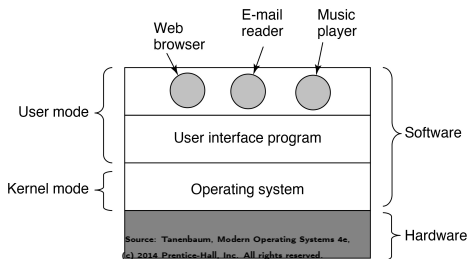 E-mail
reader
Music
player
Web
browser
User mode
User interface program
Software
Kernel mode
Operating system
Hardware
Source: Tanenbaum, Modern Operating Systems 4e,
(c) 2014 Prentice-Hall, Inc. All rights reserved.